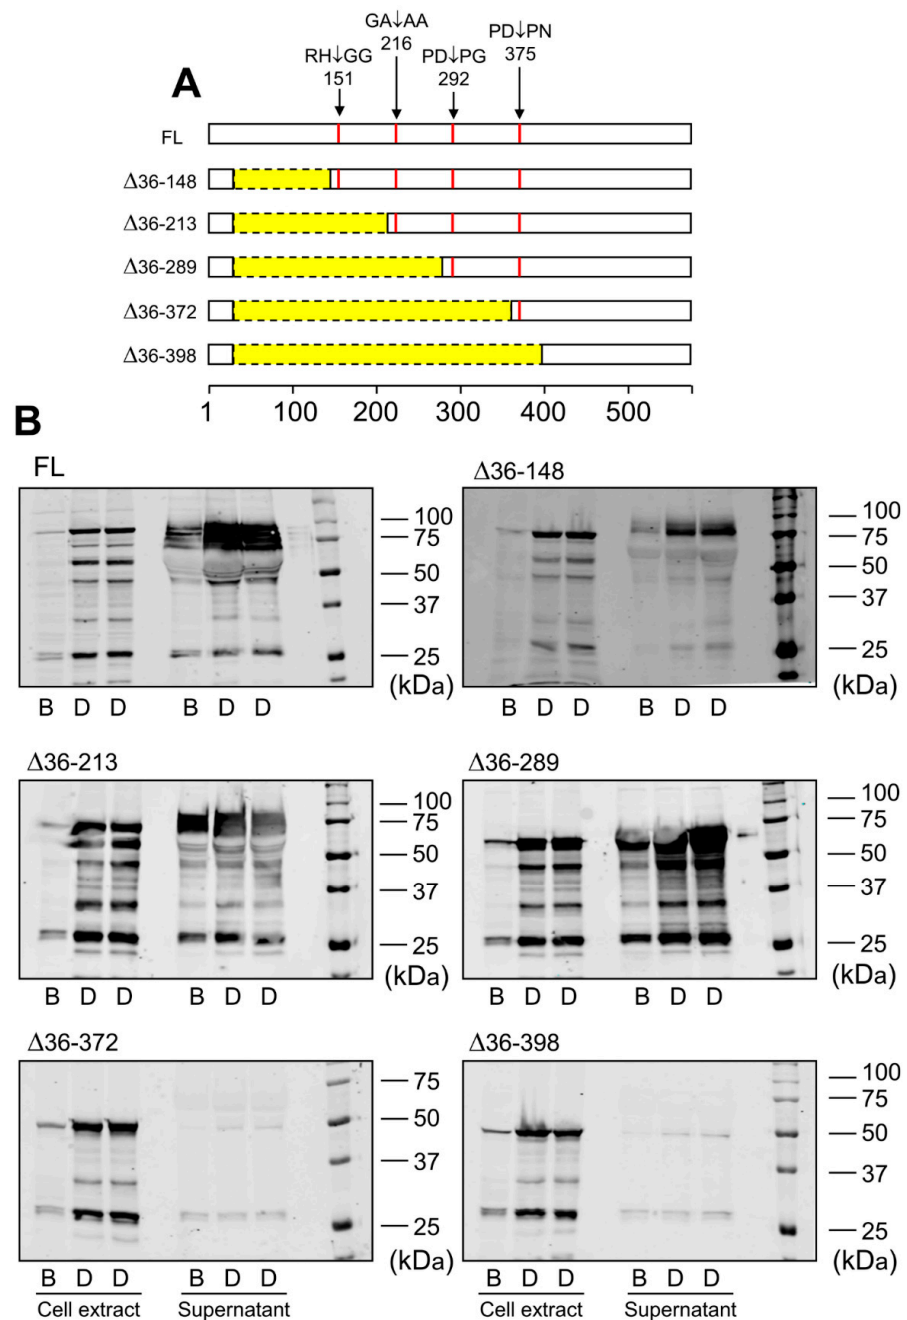 A
RH↓GG
151
GA↓AA
216
PD↓PG
292
PD↓PN
375
FL
Δ36-148
Δ36-213
Δ36-289
Δ36-372
Δ36-398
1 100 200 300 400 500
B
FL
100
75
50
37
25
(kDa)
B D D B D D
Δ36-148
100
75
50
37
25
(kDa)
B D D B D D
Δ36-213
100
75
50
37
25
(kDa)
B D D B D D
Δ36-289
100
75
50
37
25
(kDa)
B D D B D D
Δ36-372
75
50
37
25
(kDa)
B D D B D D
Cell extract Supernatant
Δ36-398
100
75
50
37
25
(kDa)
B D D B D D
Cell extract Supernatant